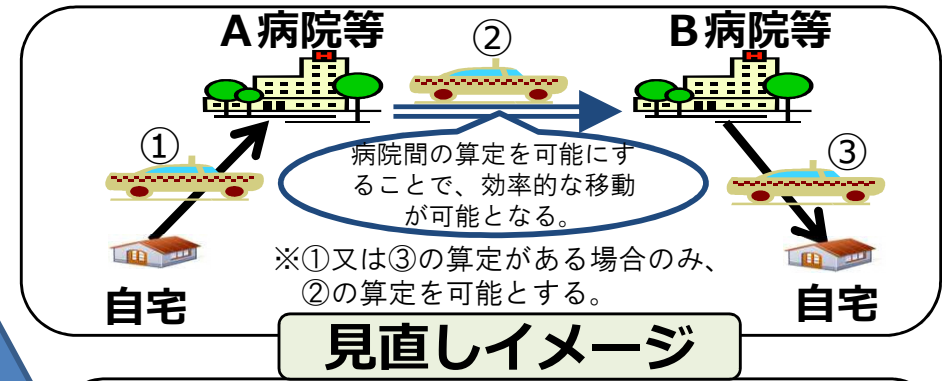 A病院等
②
B病院等
①
③
病院間の算定を可能にす
ることで、効率的な移動
が可能となる。
※①又は③の算定がある場合のみ、
②の算定を可能とする。
自宅
自宅
見直しイメージ